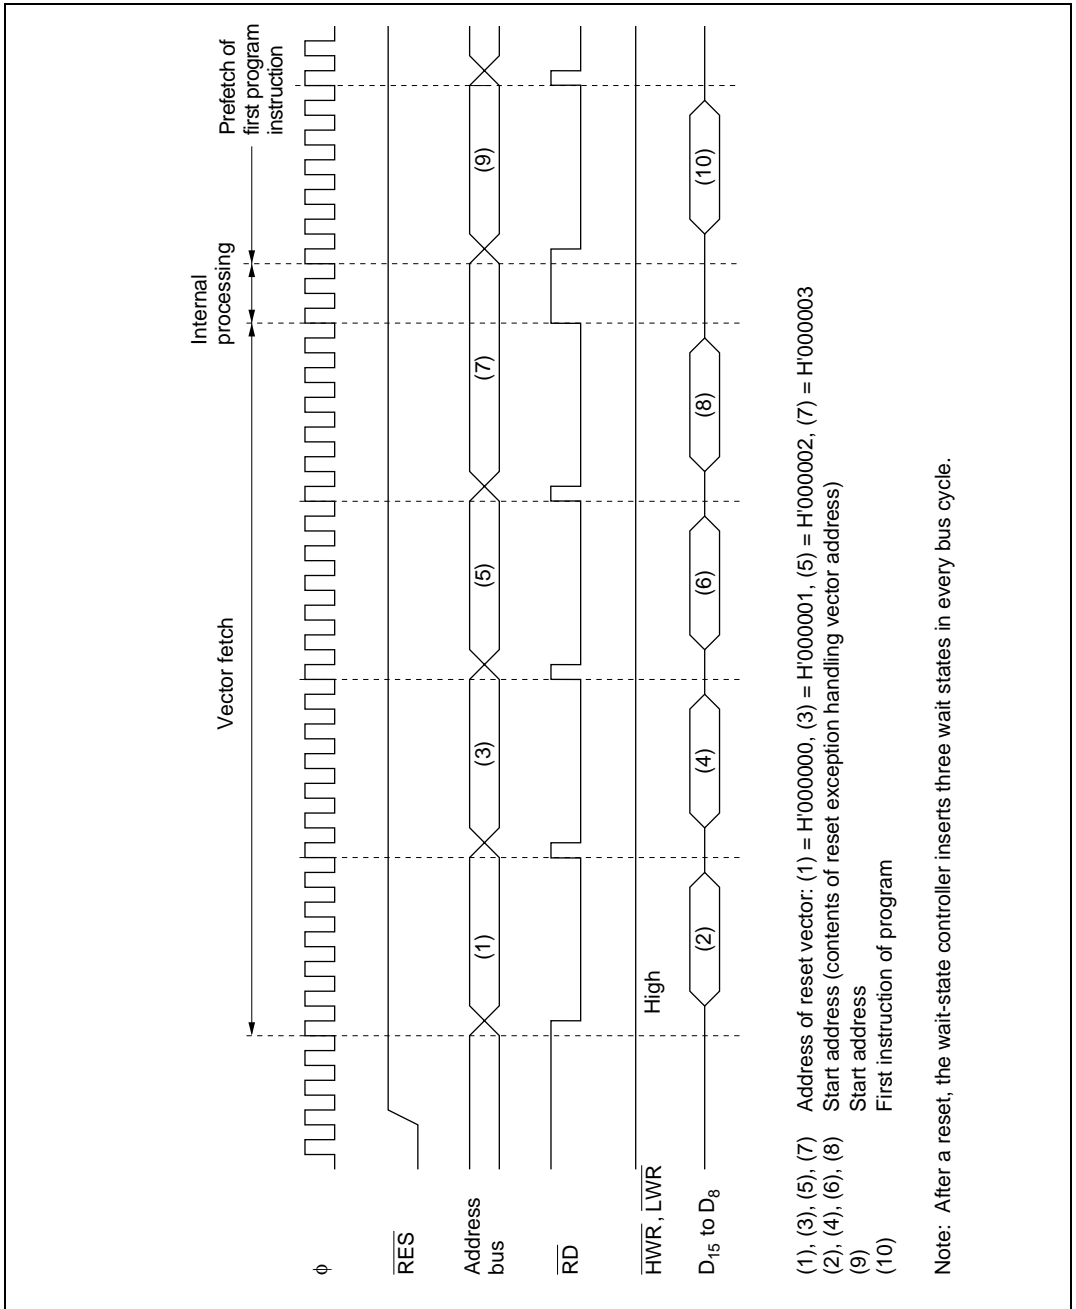 Vector fetch
Internal
processing
Prefetch of
first program
instruction
φ
RES
Address
bus
(1)
(3)
(5)
(7)
(9)
RD
HWR, LWR
High
D15 to D8
(2)
(4)
(6)
(8)
(10)
(1), (3), (5), (7) Address of reset vector: (1) = H'000000, (3) = H'000001, (5) = H'000002, (7) = H'000003
(2), (4), (6), (8) Start address (contents of reset exception handling vector address)
(9) Start address
(10) First instruction of program
Note: After a reset, the wait-state controller inserts three wait states in every bus cycle.